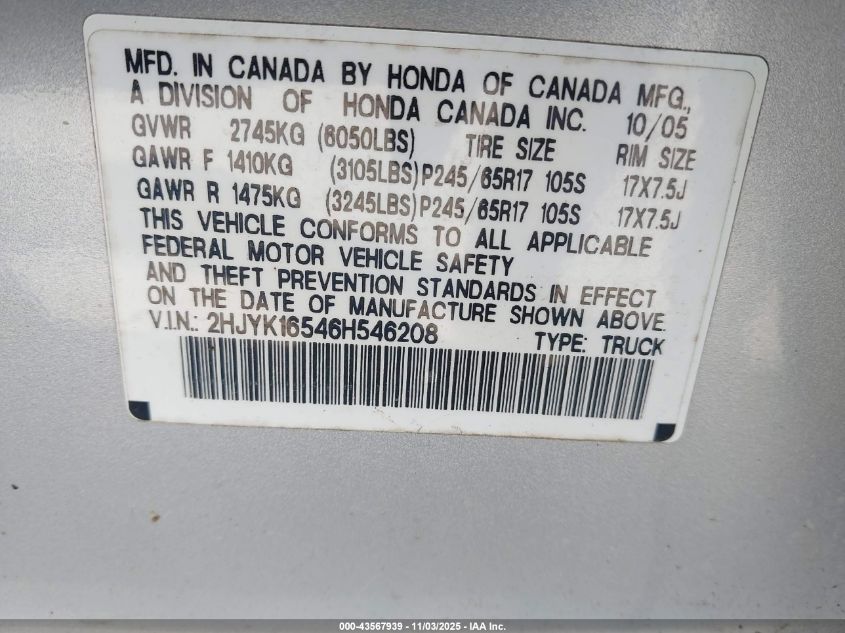 MFD. IN CANADA BY HONDA OF CANADA MFG.,
A DIVISION OF HONDA CANADA INC. 10/05
GVWR 2745KG (6050LBS) TIRE SIZE RIM SIZE
GAWR F 1410KG (3105LBS) P245/65R17 105S 17X7.5J
GAWR R 1475KG (3245LBS) P245/65R17 105S 17X7.5J
THIS VEHICLE CONFORMS TO ALL APPLICABLE
FEDERAL MOTOR VEHICLE SAFETY
AND THEFT PREVENTION STANDARDS IN EFFECT
ON THE DATE OF MANUFACTURE SHOWN ABOVE.
V.I.N.: 2HJYK16546H546208 TYPE: TRUCK
000-43567939 - 11/03/2025 - IAA Inc.